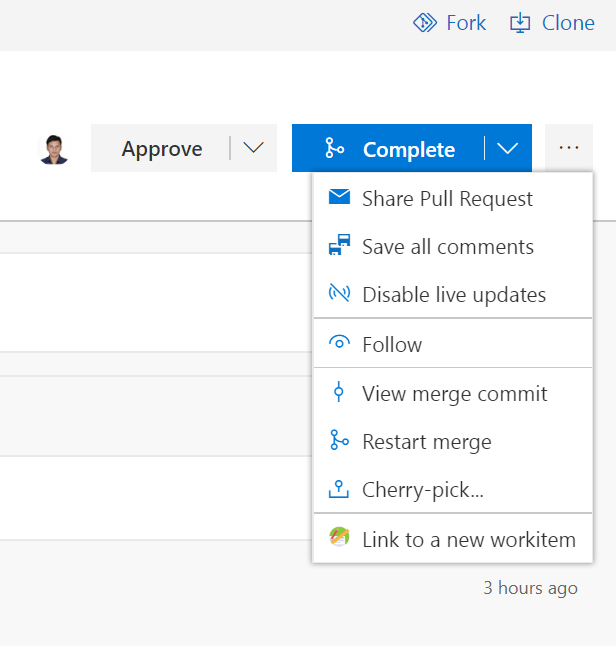 Fork Clone
Approve Complete ...
Share Pull Request
Save all comments
Disable live updates
Follow
View merge commit
Restart merge
Cherry-pick...
Link to a new workitem
3 hours ago